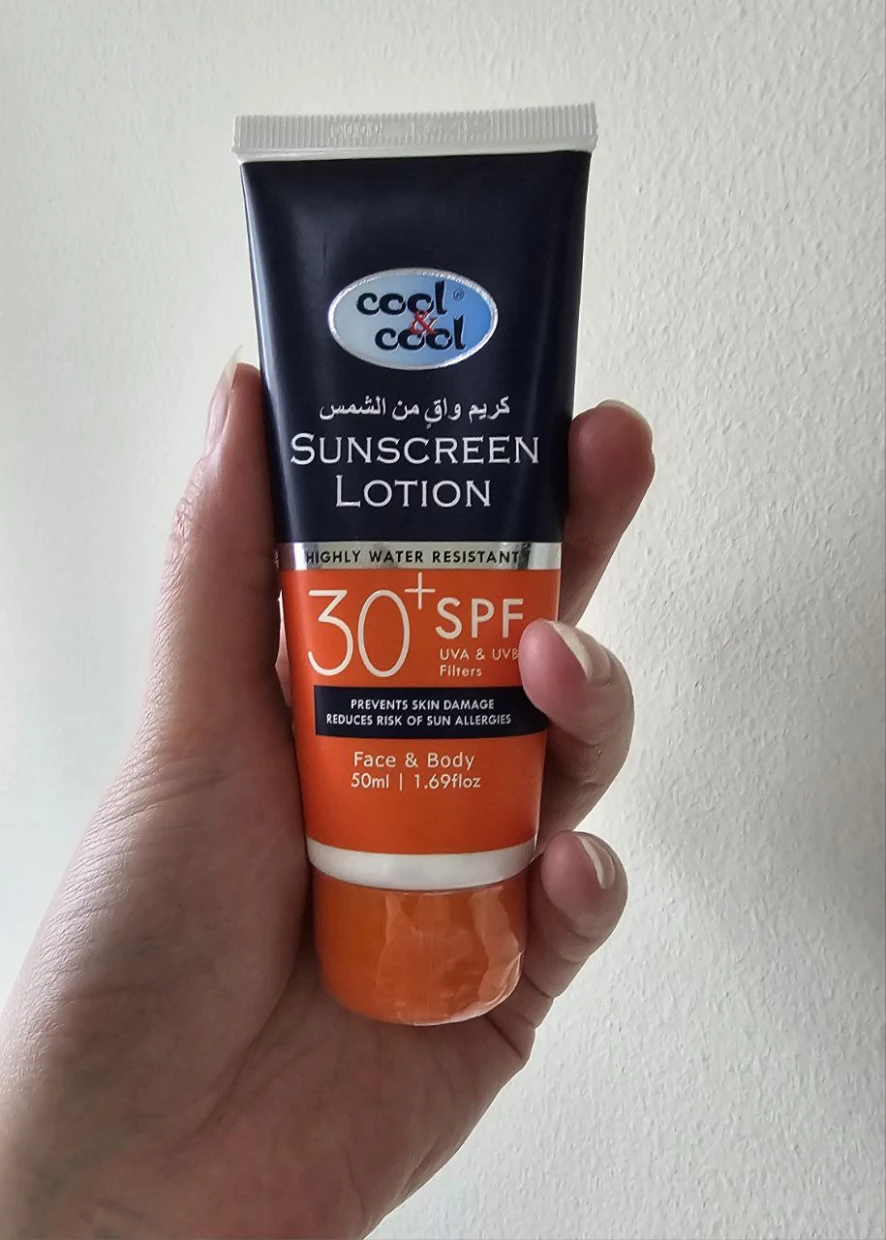 cool ®
&
cool
كريم واقٍ من الشمس
SUNSCREEN
LOTION
HIGHLY WATER RESISTANT
30+ SPF
UVA & UVB
Filters
PREVENTS SKIN DAMAGE
REDUCES RISK OF SUN ALLERGIES
Face & Body
50ml | 1.69floz